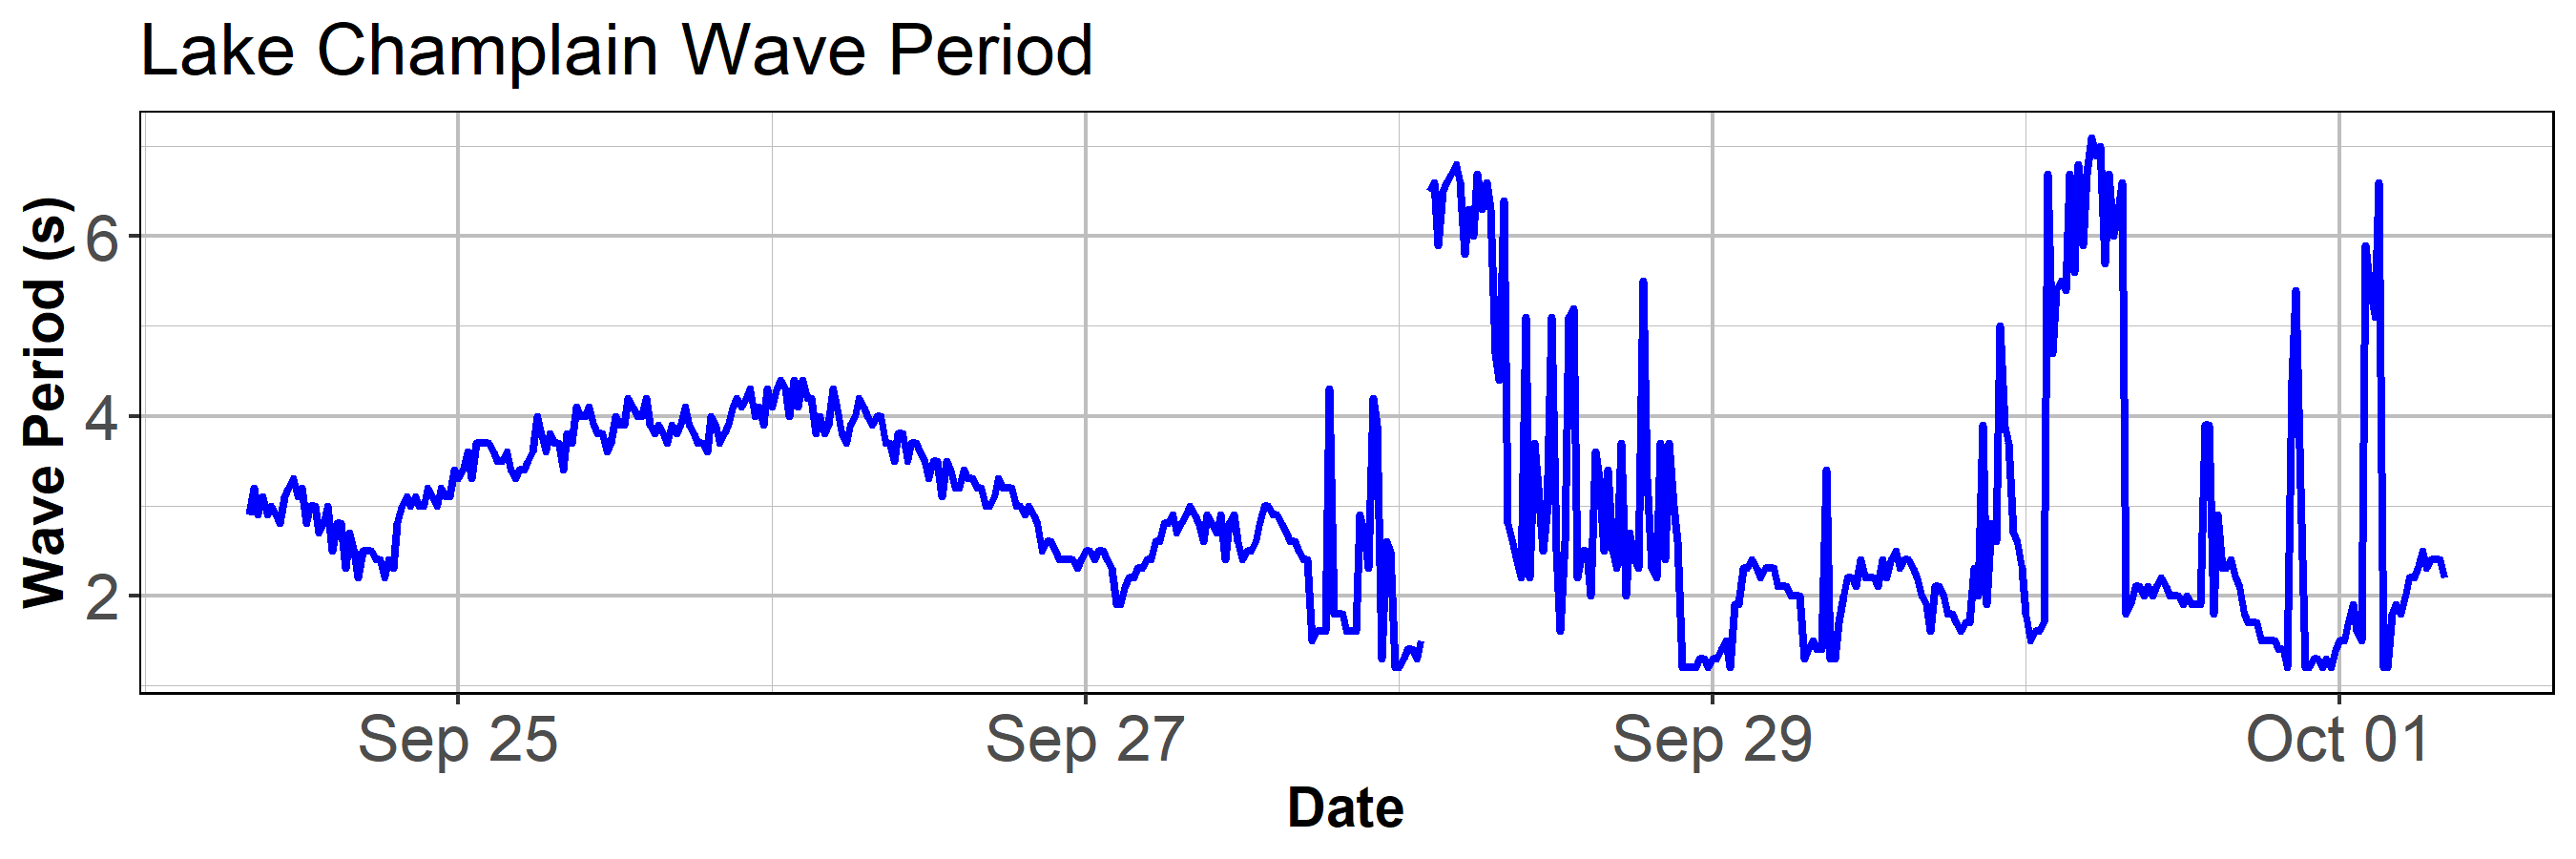 Lake Champlain Wave Period
Wave Period (s)
6
4
2
Sep 25
Sep 27
Sep 29
Oct 01
Date